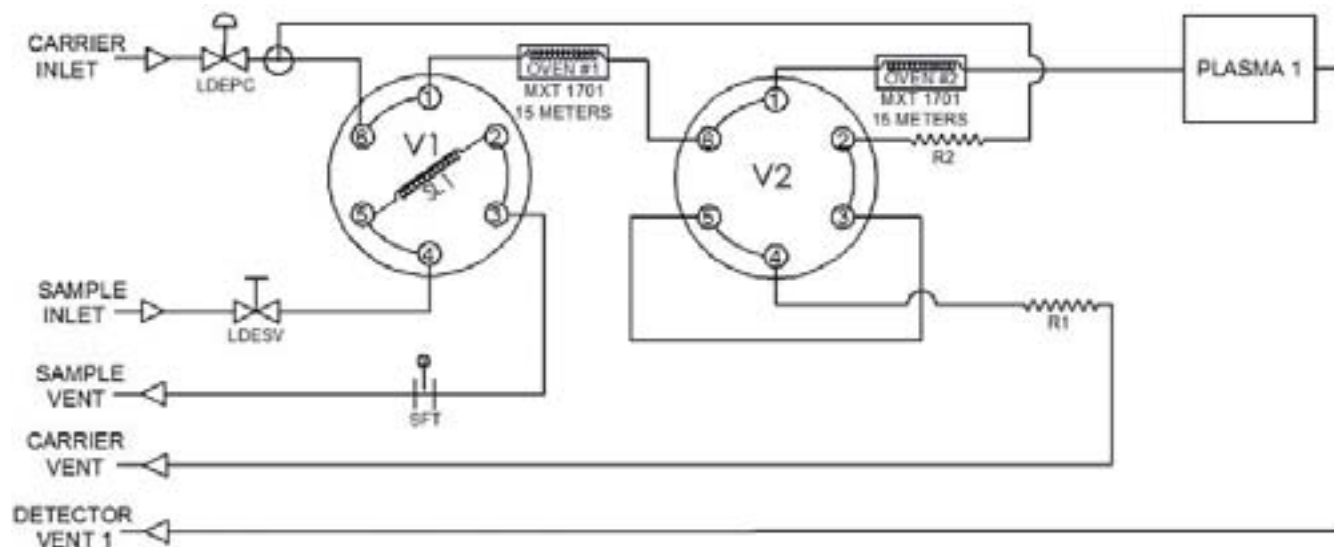 CARRIER
INLET
LDEPC
OVEN #1
MXT 1701
15 METERS
OVEN #2
MXT 1701
15 METERS
PLASMA 1
1
6
V1
2
SL1
5
3
4
1
6
2
R2
V2
5
3
4
SAMPLE
INLET
LDESV
R1
SAMPLE
VENT
SFT
CARRIER
VENT
DETECTOR
VENT 1